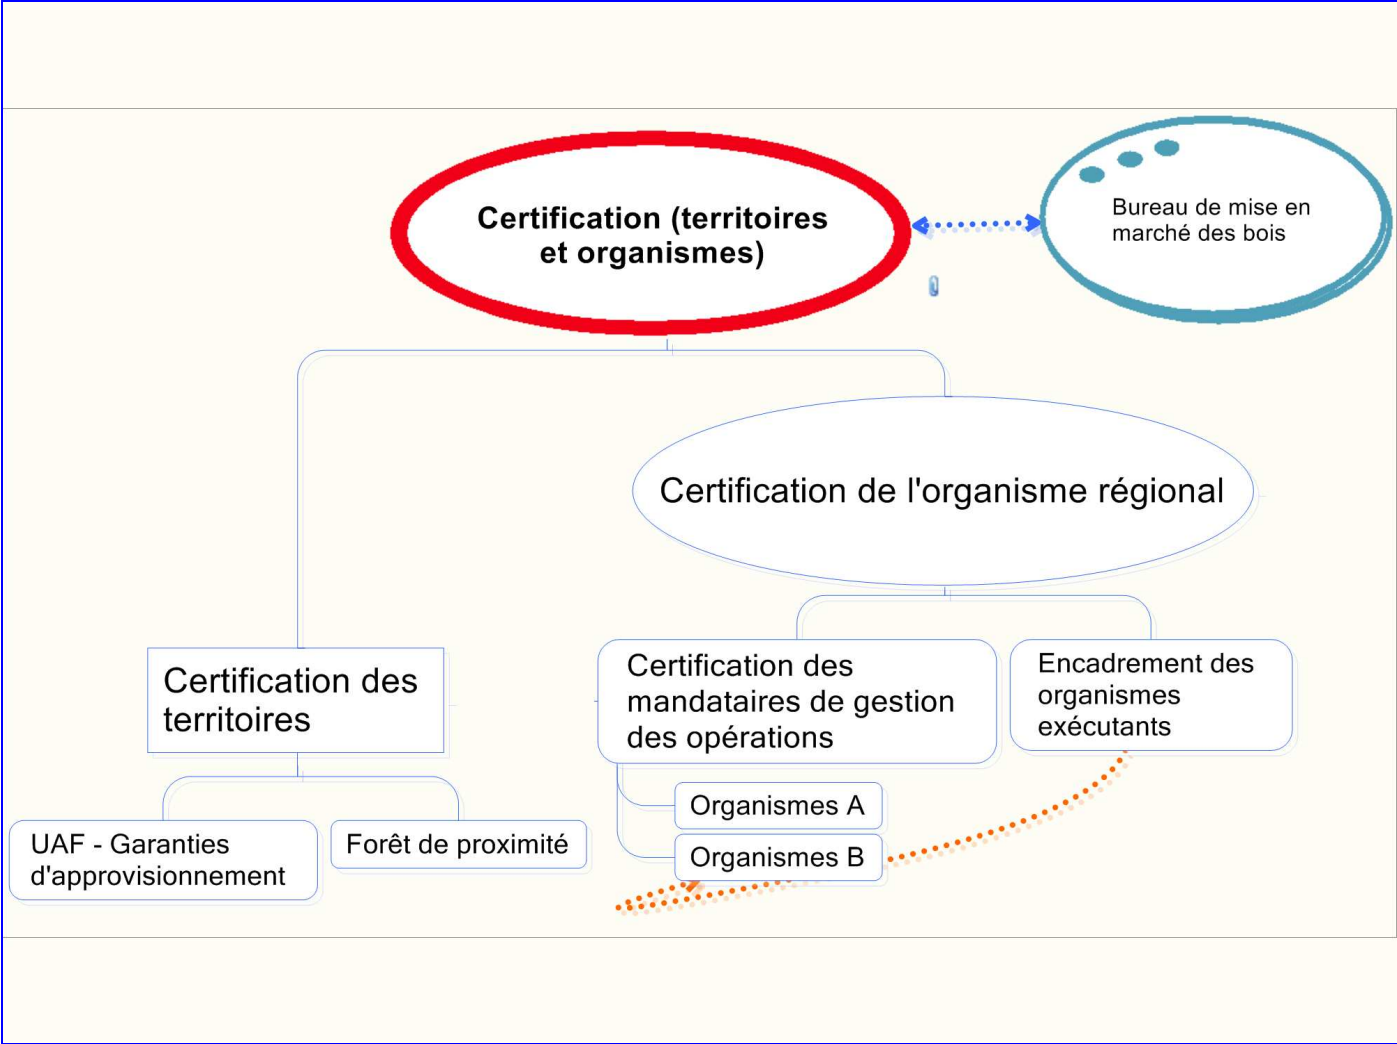 Certification (territoires
et organismes)
Bureau de mise en
marché des bois
Certification de l'organisme régional
Certification des
territoires
Certification des
mandataires de gestion
des opérations
Encadrement des
organismes
exécutants
Organismes A
Organismes B
UAF - Garanties
d'approvisionnement
Forêt de proximité